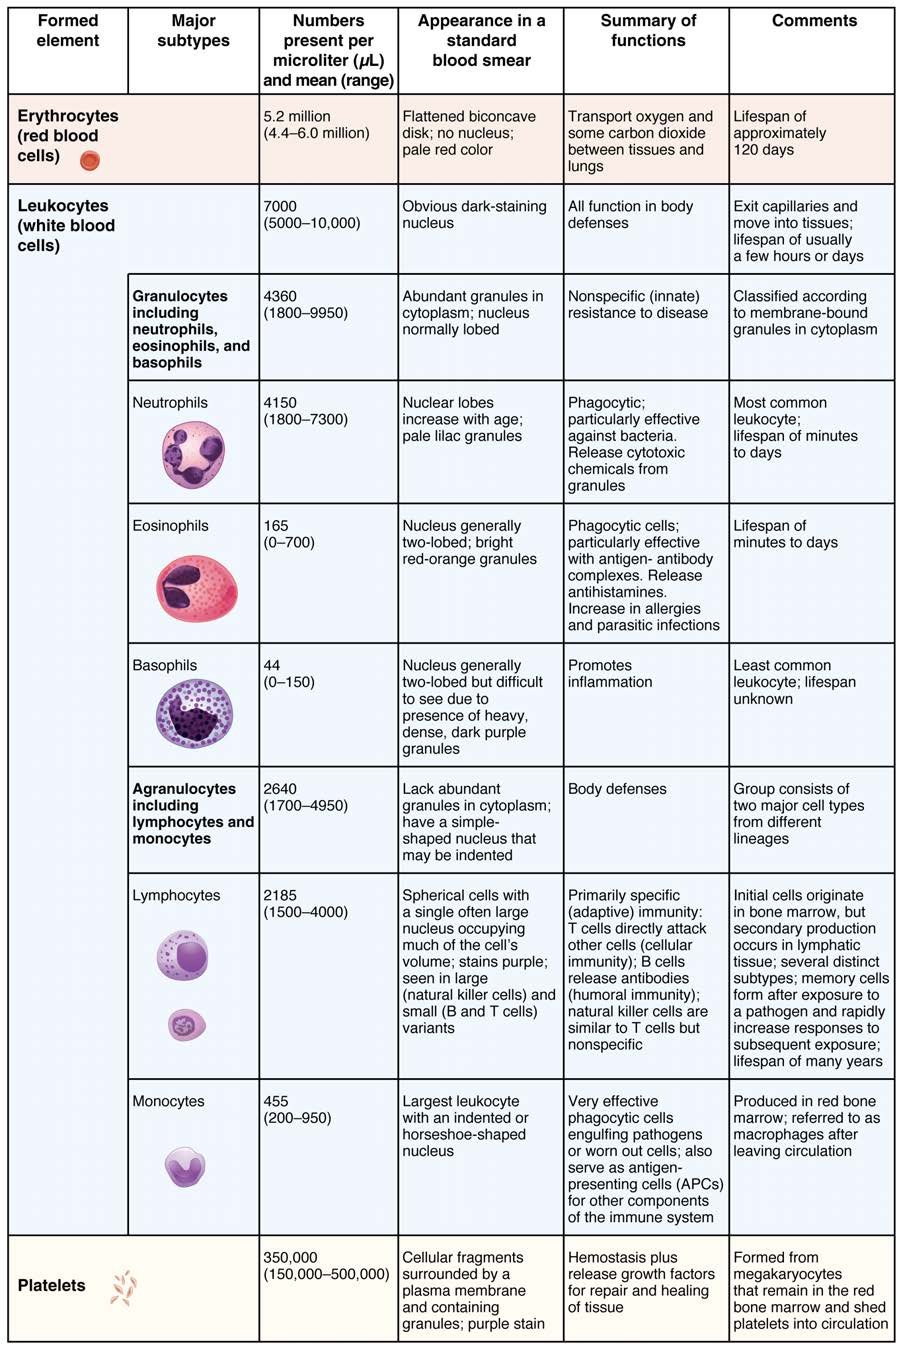 Formed
element
Major
subtypes
Numbers
present per
microliter (µL)
and mean (range)
Appearance in a
standard
blood smear
Summary of
functions
Comments
Erythrocytes
(red blood
cells)
5.2 million
(4.4–6.0 million)
Flattened biconcave
disk; no nucleus;
pale red color
Transport oxygen and
some carbon dioxide
between tissues and
lungs
Lifespan of
approximately
120 days
Leukocytes
(white blood
cells)
7000
(5000–10,000)
Obvious dark-staining
nucleus
All function in body
defenses
Exit capillaries and
move into tissues;
lifespan of usually
a few hours or days
Granulocytes
including
neutrophils,
eosinophils, and
basophils
4360
(1800–9950)
Abundant granules in
cytoplasm; nucleus
normally lobed
Nonspecific (innate)
resistance to disease
Classified according
to membrane-bound
granules in cytoplasm
Neutrophils
4150
(1800–7300)
Nuclear lobes
increase with age;
pale lilac granules
Phagocytic;
particularly effective
against bacteria.
Release cytotoxic
chemicals from
granules
Most common
leukocyte;
lifespan of minutes
to days
Eosinophils
165
(0–700)
Nucleus generally
two-lobed; bright
red-orange granules
Phagocytic cells;
particularly effective
with antigen- antibody
complexes. Release
antihistamines.
Increase in allergies
and parasitic infections
Lifespan of
minutes to days
Basophils
44
(0–150)
Nucleus generally
two-lobed but difficult
to see due to
presence of heavy,
dense, dark purple
granules
Promotes
inflammation
Least common
leukocyte; lifespan
unknown
Agranulocytes
including
lymphocytes and
monocytes
2640
(1700–4950)
Lack abundant
granules in cytoplasm;
have a simple-
shaped nucleus that
may be indented
Body defenses
Group consists of
two major cell types
from different
lineages
Lymphocytes
2185
(1500–4000)
Spherical cells with
a single often large
nucleus occupying
much of the cell's
volume; stains purple;
seen in large
(natural killer cells) and
small (B and T cells)
variants
Primarily specific
(adaptive) immunity:
T cells directly attack
other cells (cellular
immunity); B cells
release antibodies
(humoral immunity);
natural killer cells are
similar to T cells but
nonspecific
Initial cells originate
in bone marrow, but
secondary production
occurs in lymphatic
tissue; several distinct
subtypes; memory cells
form after exposure to
a pathogen and rapidly
increase responses to
subsequent exposure;
lifespan of many years
Monocytes
455
(200–950)
Largest leukocyte
with an indented or
horseshoe-shaped
nucleus
Very effective
phagocytic cells
engulfing pathogens
or worn out cells; also
serve as antigen-
presenting cells (APCs)
for other components
of the immune system
Produced in red bone
marrow; referred to as
macrophages after
leaving circulation
Platelets
350,000
(150,000–500,000)
Cellular fragments
surrounded by a
plasma membrane
and containing
granules; purple stain
Hemostasis plus
release growth factors
for repair and healing
of tissue
Formed from
megakaryocytes
that remain in the red
bone marrow and shed
platelets into circulation